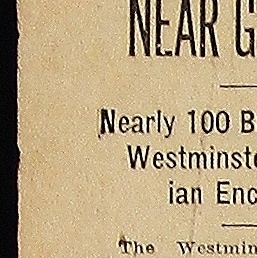 NEAR G
Nearly 100 B
Westminste
ian Enc
The Westmin